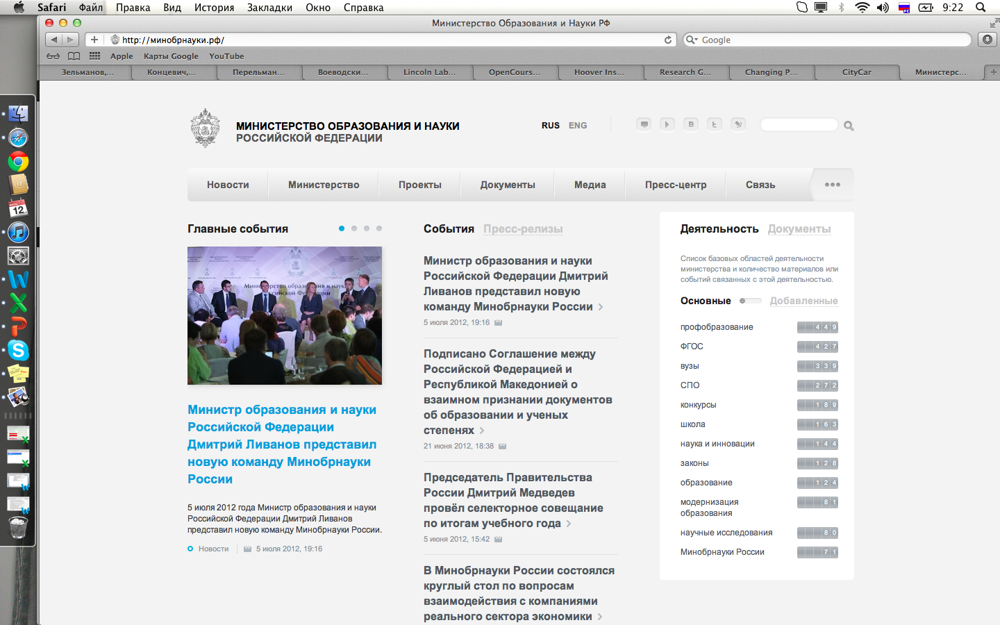 Safari Файл Правка Вид История Закладки Окно Справка 9:22
Министерство Образования и Науки РФ
http://минобрнауки.рф/ Google
Apple Карты Google YouTube
Зельманов,... Концевич,... Перельман... Воеводски... Lincoln Lab... OpenCours... Hoover Ins... Research G... Changing P... CityCar Министерс...
МИНИСТЕРСТВО ОБРАЗОВАНИЯ И НАУКИ
РОССИЙСКОЙ ФЕДЕРАЦИИ
RUS ENG
Новости Министерство Проекты Документы Медиа Пресс-центр Связь
Главные события
Министр образования и науки
Российской Федерации
Дмитрий Ливанов представил
новую команду Минобрнауки
России
5 июля 2012 года Министр образования и науки
Российской Федерации Дмитрий Ливанов
представил новую команду Минобрнауки России.
Новости 5 июля 2012, 19:16
События Пресс-релизы
Министр образования и науки
Российской Федерации Дмитрий
Ливанов представил новую
команду Минобрнауки России
5 июля 2012, 19:16
Подписано Соглашение между
Российской Федерацией и
Республикой Македонией о
взаимном признании документов
об образовании и ученых
степенях
21 июня 2012, 18:38
Председатель Правительства
России Дмитрий Медведев
провёл селекторное совещание
по итогам учебного года
5 июня 2012, 15:42
В Минобрнауки России состоялся
круглый стол по вопросам
взаимодействия с компаниями
реального сектора экономики
Деятельность Документы
Список базовых областей деятельности
министерства и количество материалов или
событий связанных с этой деятельностью.
Основные Добавленные
профобразование 449
ФГОС 427
вузы 339
СПО 272
конкурсы 189
школа 163
наука и инновации 144
законы 128
образование 124
модернизация 81
образования
научные исследования 80
Минобрнауки России 71